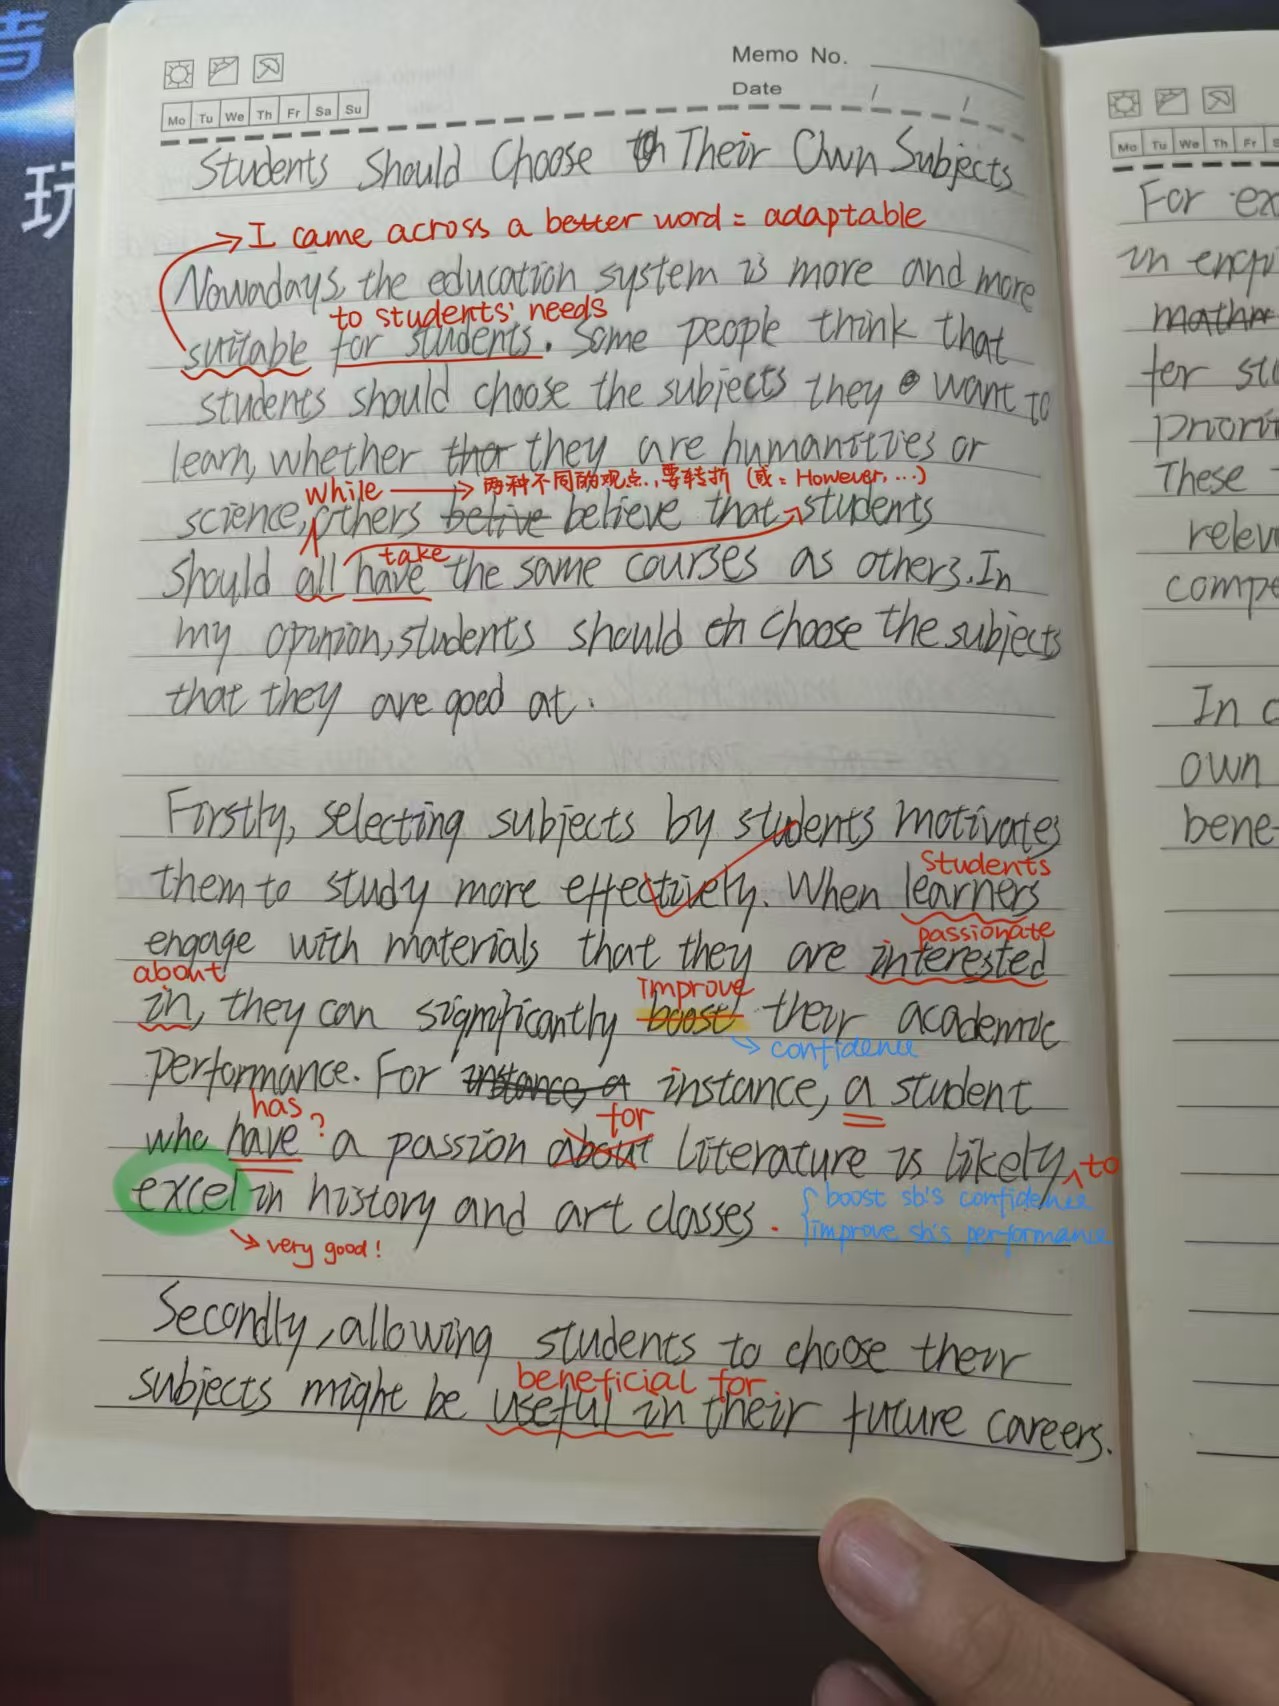 者
玩
Memo No.
Date / /
Mo Tu We Th Fr Sa Su
Students Should Choose Their Own Subjects
I came across a better word = adaptable
Nowadays, the education system is more and more
to students' needs
suitable for students. Some people think that
students should choose the subjects they want to
learn, whether they are humanities or
while → 两种不同的观点..要转折 (或: However, ...)
science, others belive believe that students
take
should all have the same courses as others. In
my opinion, students should ch choose the subjects
that they are good at.
Firstly, selecting subjects by students motivates
them to study more effectively. When learners
students
engage with materials that they are interested
passionate
about
in, they can significantly boost their academic
improve
confidence
performance. For instance, a instance, a student
has ? for
who have a passion about literature is likely to
excel in history and art classes.
boost sb's confidence
improve sb's performance
very good!
Secondly, allowing students to choose their
beneficial for
subjects might be useful in their future careers.
Mo Tu We Th Fr S
For ex
in engi
math
for stu
priorit
These
relev
compe
In c
own
bene-